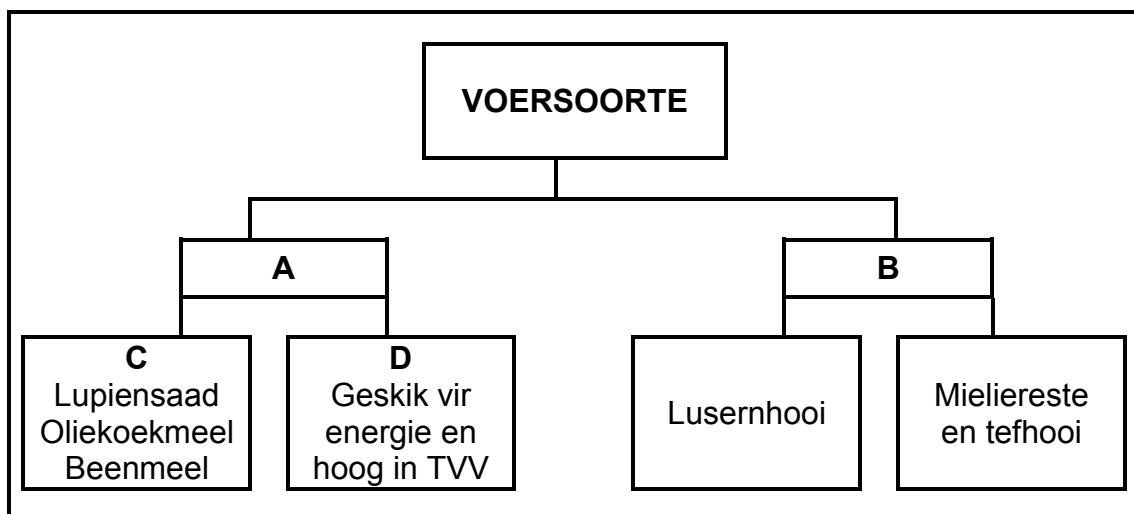 VOERSOORTE
A
B
C
Lupiensaad
Oliekoekmeel
Beenmeel
D
Geskik vir
energie en
hoog in TVV
Lusernhooi
Mieliereste
en tefhooi